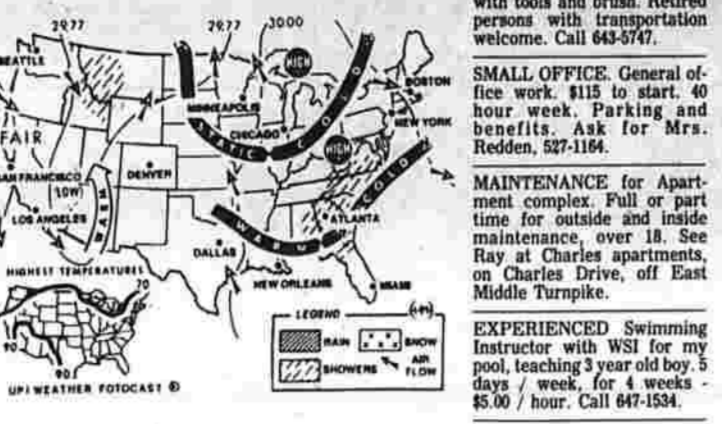 29.77
29.77
30.00
SEATTLE
HIGH
BOSTON
MINNEAPOLIS
NEW YORK
CHICAGO
STATIC COLD
FAIR
HIGH
DENVER
SAN FRANCISCO
LOW
COLD
LOS ANGELES
WARM
ATLANTA
WARM
DALLAS
HIGHEST TEMPERATURES
NEW ORLEANS
MIAMI
70
LEGEND
RAIN
SNOW
SHOWERS
AIR
FLOW
90
90
UPI WEATHER FOTOCAST ©
with tools and brush. Retired
persons with transportation
welcome. Call 643-5747.
SMALL OFFICE. General of-
fice work. $115 to start. 40
hour week. Parking and
benefits. Ask for Mrs.
Redden, 527-1164.
MAINTENANCE for Apart-
ment complex. Full or part
time for outside and inside
maintenance, over 18. See
Ray at Charles apartments,
on Charles Drive, off East
Middle Turnpike.
EXPERIENCED Swimming
Instructor with WSI for my
pool, teaching 3 year old boy. 5
days / week, for 4 weeks -
$5.00 / hour. Call 647-1534.